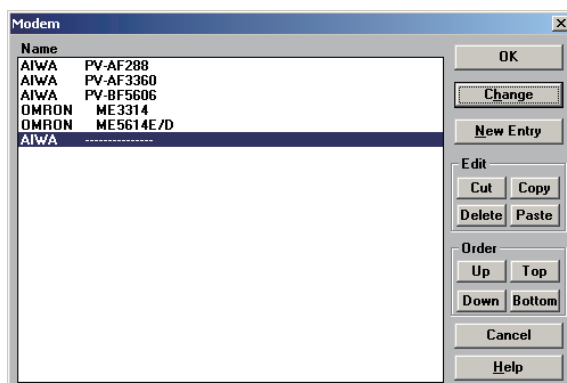 Modem
Name
AIWA PV-AF288
AIWA PV-AF3360
AIWA PV-BF5606
OMRON ME3314
OMRON ME5614E/D
AIWA --------------
OK
Change
New Entry
Edit
Cut Copy
Delete Paste
Order
Up Top
Down Bottom
Cancel
Help